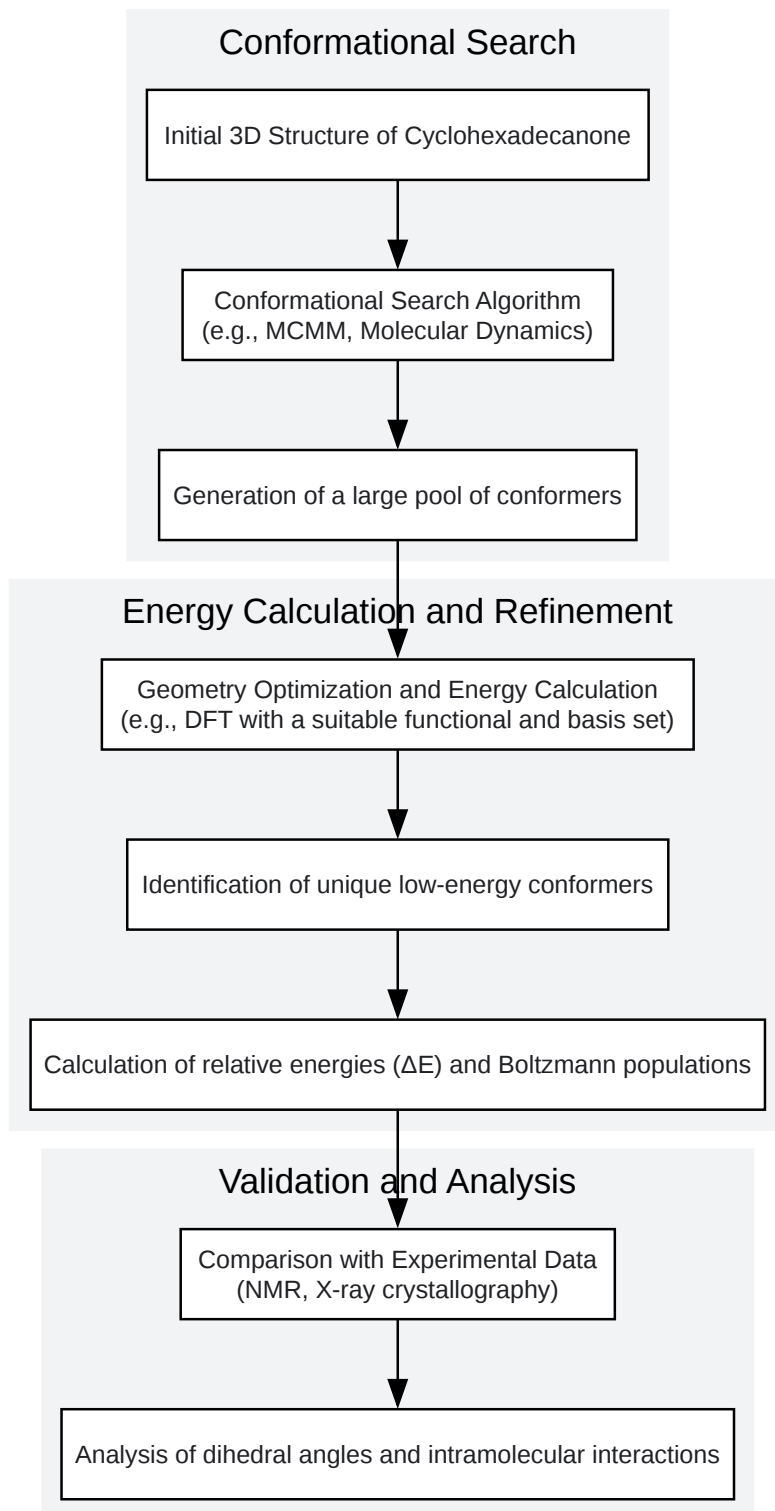 Conformational Search
Initial 3D Structure of Cyclohexadecanone
Conformational Search Algorithm
(e.g., MCMM, Molecular Dynamics)
Generation of a large pool of conformers
Energy Calculation and Refinement
Geometry Optimization and Energy Calculation
(e.g., DFT with a suitable functional and basis set)
Identification of unique low-energy conformers
Calculation of relative energies (ΔE) and Boltzmann populations
Validation and Analysis
Comparison with Experimental Data
(NMR, X-ray crystallography)
Analysis of dihedral angles and intramolecular interactions